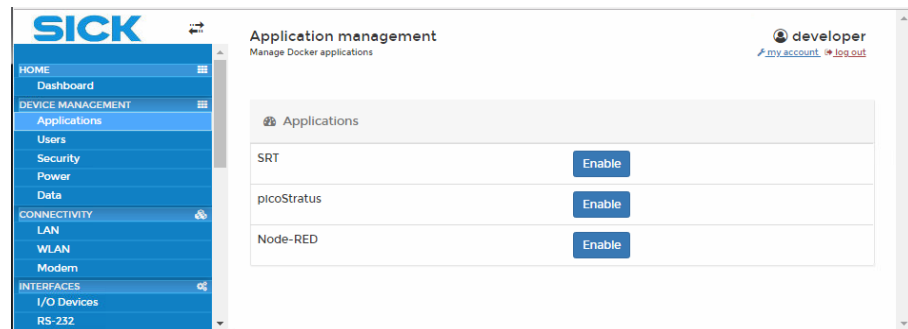 SICK
HOME
Dashboard
DEVICE MANAGEMENT
Applications
Users
Security
Power
Data
CONNECTIVITY
LAN
WLAN
Modem
INTERFACES
I/O Devices
RS-232
Application management
Manage Docker applications
developer
my account log out
Applications
SRT Enable
picoStratus Enable
Node-RED Enable